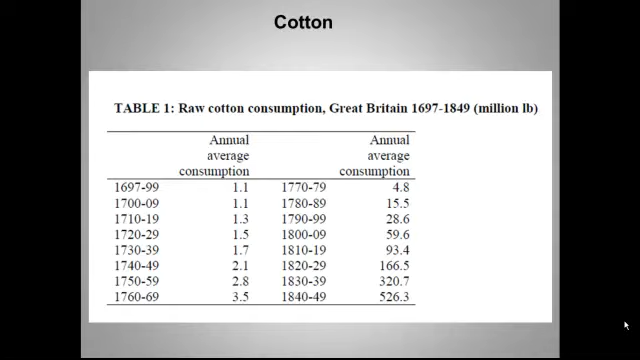 Cotton
TABLE 1: Raw cotton consumption, Great Britain 1697-1849 (million lb)
Annual Annual
average average
consumption consumption
1697-99 1.1 1770-79 4.8
1700-09 1.1 1780-89 15.5
1710-19 1.3 1790-99 28.6
1720-29 1.5 1800-09 59.6
1730-39 1.7 1810-19 93.4
1740-49 2.1 1820-29 166.5
1750-59 2.8 1830-39 320.7
1760-69 3.5 1840-49 526.3